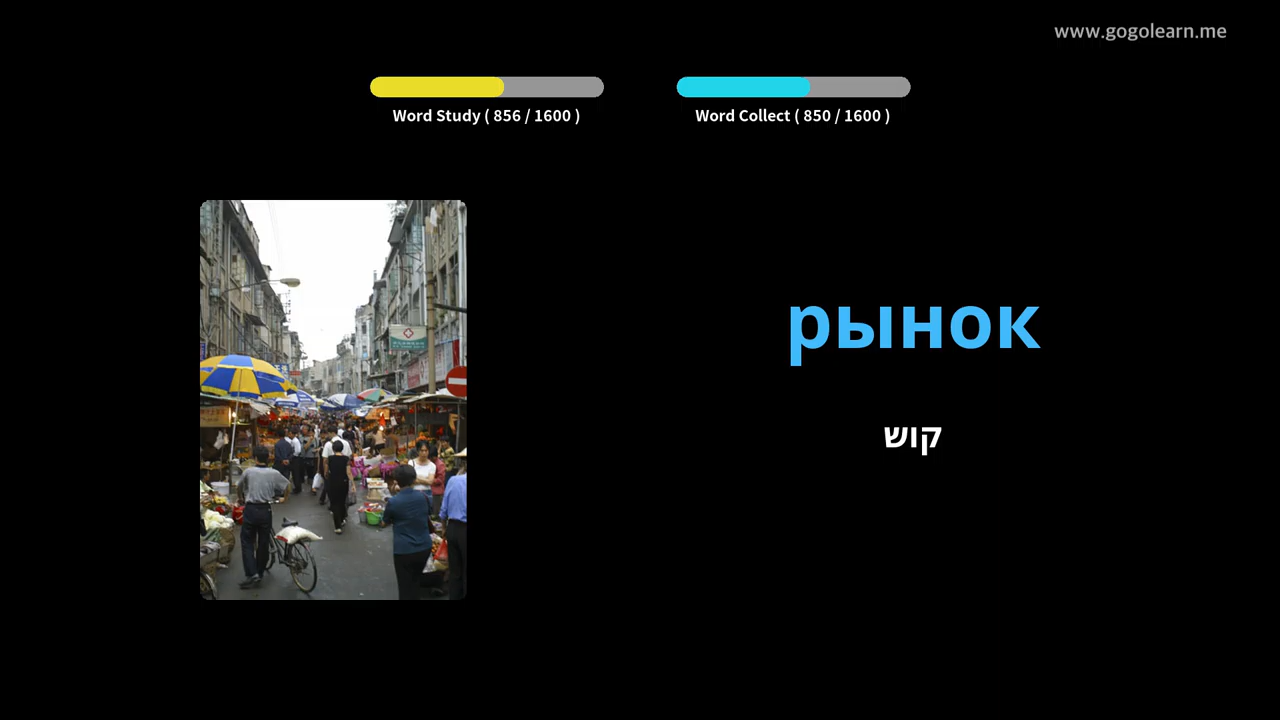 www.gogolearn.me
Word Study ( 856 / 1600 )
Word Collect ( 850 / 1600 )
рынок
קוש